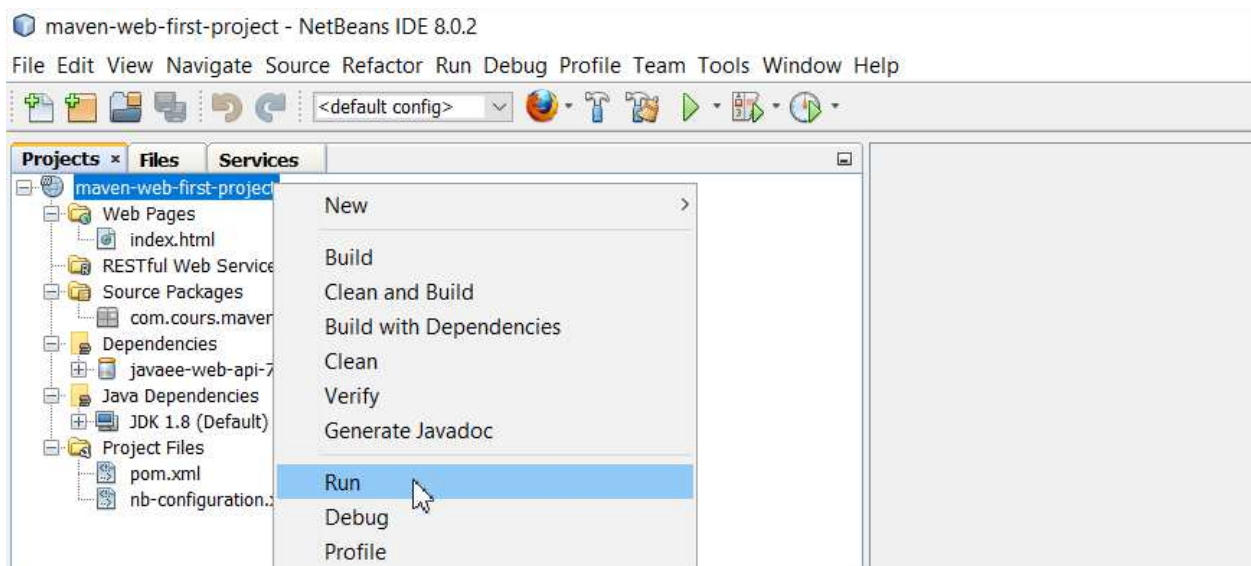 maven-web-first-project - NetBeans IDE 8.0.2
File Edit View Navigate Source Refactor Run Debug Profile Team Tools Window Help
<default config>
Projects × Files Services
maven-web-first-project
Web Pages
index.html
RESTful Web Service
Source Packages
com.cours.maven
Dependencies
javaee-web-api-7
Java Dependencies
JDK 1.8 (Default)
Project Files
pom.xml
nb-configuration.x
New >
Build
Clean and Build
Build with Dependencies
Clean
Verify
Generate Javadoc
Run
Debug
Profile